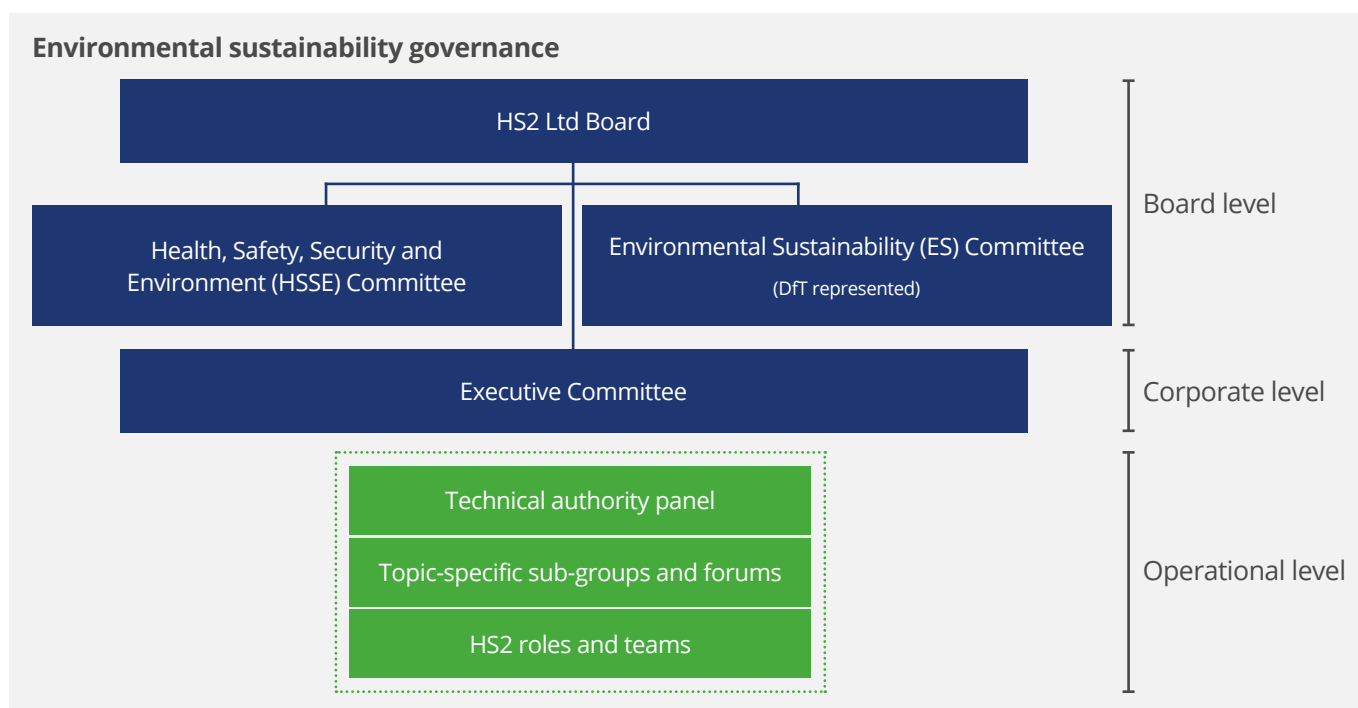 Environmental sustainability governance
HS2 Ltd Board
Health, Safety, Security and
Environment (HSSE) Committee
Environmental Sustainability (ES) Committee
(DfT represented)
Board level
Executive Committee
Corporate level
Technical authority panel
Topic-specific sub-groups and forums
HS2 roles and teams
Operational level